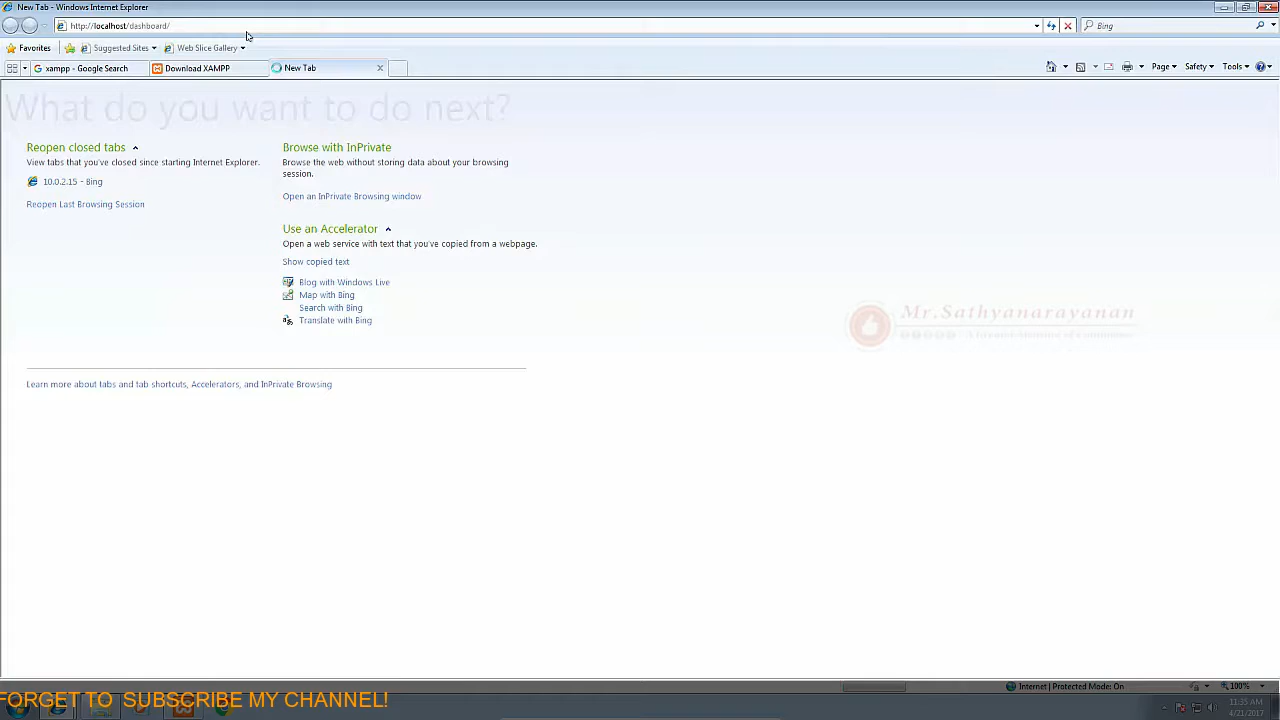 New Tab - Windows Internet Explorer
http://localhost/dashboard/
Bing
Favorites
Suggested Sites
Web Slice Gallery
xampp - Google Search
Download XAMPP
New Tab
Page
Safety
Tools
What do you want to do next?
Reopen closed tabs
View tabs that you've closed since starting Internet Explorer.
10.0.2.15 - Bing
Reopen Last Browsing Session
Browse with InPrivate
Browse the web without storing data about your browsing
session.
Open an InPrivate Browsing window
Use an Accelerator
Open a web service with text that you've copied from a webpage.
Show copied text
Blog with Windows Live
Map with Bing
Search with Bing
Translate with Bing
Mr.Sathyanarayanan
Learn more about tabs and tab shortcuts, Accelerators, and InPrivate Browsing
Internet | Protected Mode: On
100%
FORGET TO SUBSCRIBE MY CHANNEL!
11:35 AM
4/21/2017